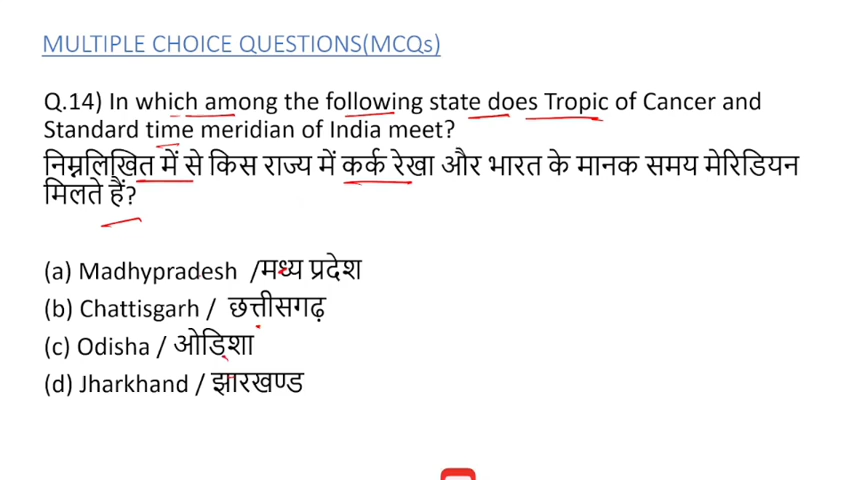 MULTIPLE CHOICE QUESTIONS(MCQs)
Q.14) In which among the following state does Tropic of Cancer and
Standard time meridian of India meet?
निम्नलिखित में से किस राज्य में कर्क रेखा और भारत के मानक समय मेरिडियन
मिलते हैं?
(a) Madhypradesh /मध्य प्रदेश
(b) Chattisgarh / छत्तीसगढ़
(c) Odisha / ओड़िशा
(d) Jharkhand / झारखण्ड